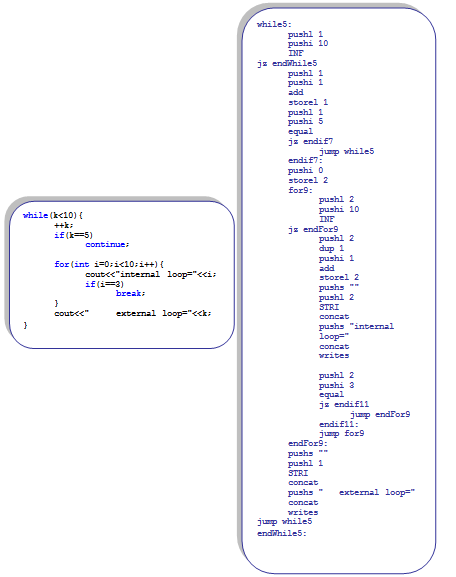 while(k<10){
++k;
if(k==5)
continue;
for(int i=0;i<10;i++){
cout<<"internal loop="<<i;
if(i==3)
break;
}
cout<<"     external loop="<<k;
}
while5:
pushl 1
pushi 10
INF
jz endWhile5
pushl 1
pushi 1
add
storel 1
pushl 1
pushi 5
equal
jz endif7
jump while5
endif7:
pushi 0
storel 2
for9:
pushl 2
pushi 10
INF
jz endFor9
pushl 2
dup 1
pushi 1
add
storel 2
pushs ""
pushl 2
STRI
concat
pushs "internal
loop="
concat
writes
pushl 2
pushi 3
equal
jz endif11
jump endFor9
endif11:
jump for9
endFor9:
pushs ""
pushl 1
STRI
concat
pushs "   external loop="
concat
writes
jump while5
endWhile5: